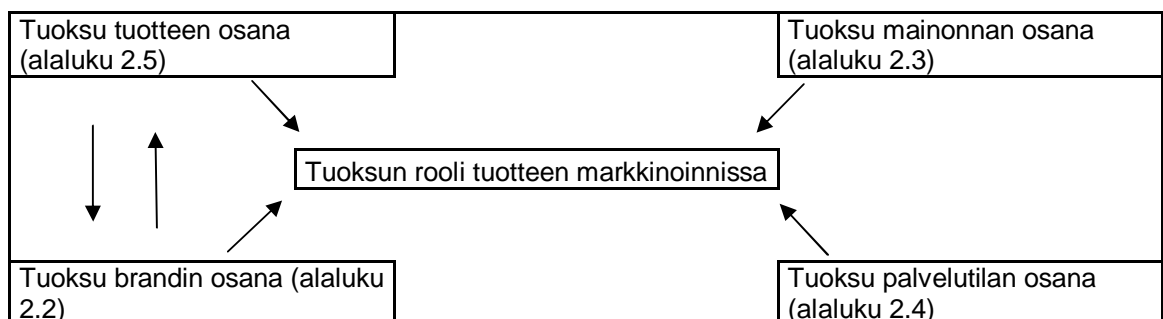 Tuoksu tuotteen osana
(alaluku 2.5)
Tuoksu mainonnan osana
(alaluku 2.3)
Tuoksun rooli tuotteen markkinoinnissa
Tuoksu brandin osana (alaluku
2.2)
Tuoksu palvelutilan osana
(alaluku 2.4)